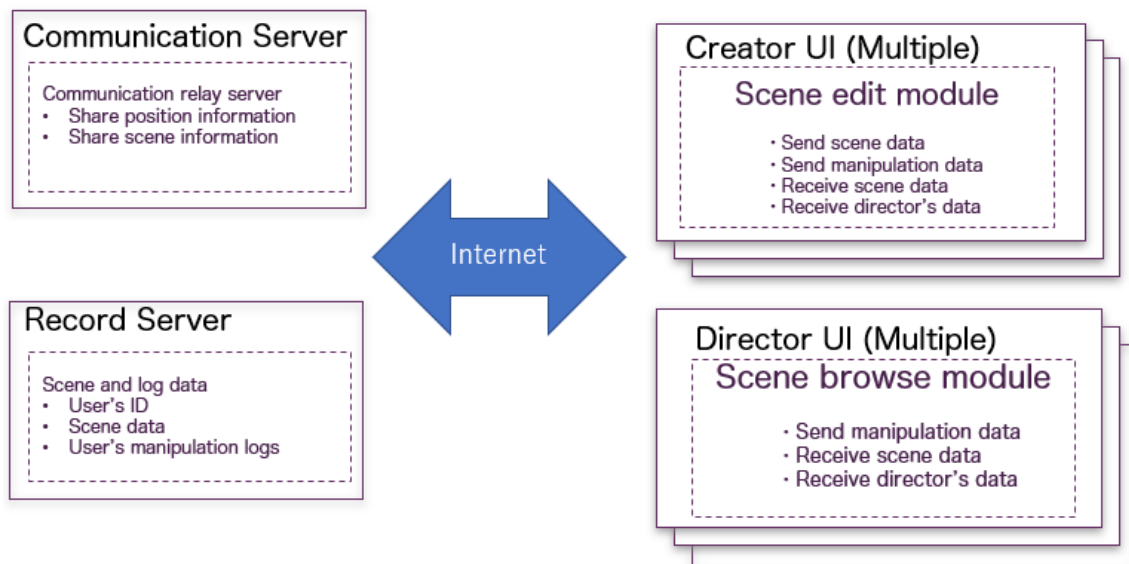 Communication Server
Communication relay server
• Share position information
• Share scene information
Record Server
Scene and log data
• User's ID
• Scene data
• User's manipulation logs
Internet
Creator UI (Multiple)
Scene edit module
・Send scene data
・Send manipulation data
・Receive scene data
・Receive director's data
Director UI (Multiple)
Scene browse module
・Send manipulation data
・Receive scene data
・Receive director's data